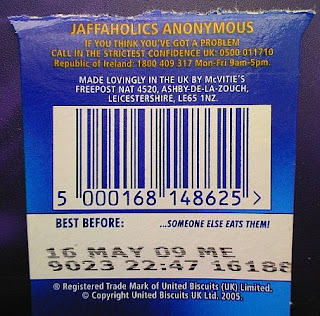 JAFFAHOLICS ANONYMOUS
IF YOU THINK YOU'VE GOT A PROBLEM
CALL IN THE STRICTEST CONFIDENCE UK: 0500 011710
Republic of Ireland: 1800 409 317 Mon-Fri 9am-5pm.
MADE LOVINGLY IN THE UK BY McVITIE'S
FREEPOST NAT 4520, ASHBY-DE-LA-ZOUCH,
LEICESTERSHIRE, LE65 1NZ.
5 000168 148625 >
BEST BEFORE: ...SOMEONE ELSE EATS THEM!
16 MAY 09 ME
9023 22:47 16188
® Registered Trade Mark of United Biscuits (UK) Limited.
© Copyright United Biscuits UK Ltd. 2005.